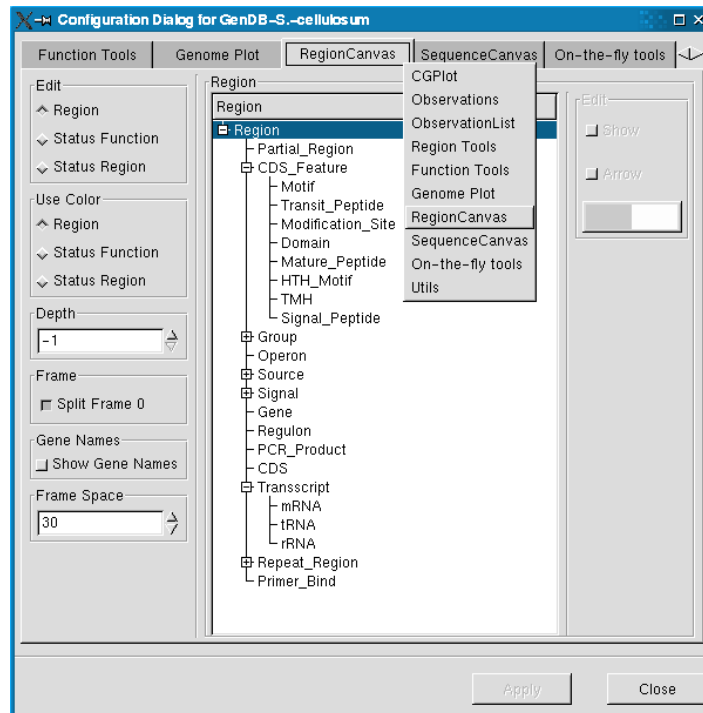 Configuration Dialog for GenDB-S.-cellulosum
Function Tools
Genome Plot
RegionCanvas
SequenceCanvas
On-the-fly tools
Edit
Region
Status Function
Status Region
Use Color
Region
Status Function
Status Region
Depth
-1
Frame
Split Frame 0
Gene Names
Show Gene Names
Frame Space
30
Region
Region
Region
Partial_Region
CDS_Feature
Motif
Transit_Peptide
Modification_Site
Domain
Mature_Peptide
HTH_Motif
TMH
Signal_Peptide
Group
Operon
Source
Signal
Gene
Regulon
PCR_Product
CDS
Transscript
mRNA
tRNA
rRNA
Repeat_Region
Primer_Bind
CGPlot
Observations
ObservationList
Region Tools
Function Tools
Genome Plot
RegionCanvas
SequenceCanvas
On-the-fly tools
Utils
Edit
Show
Arrow
Apply
Close